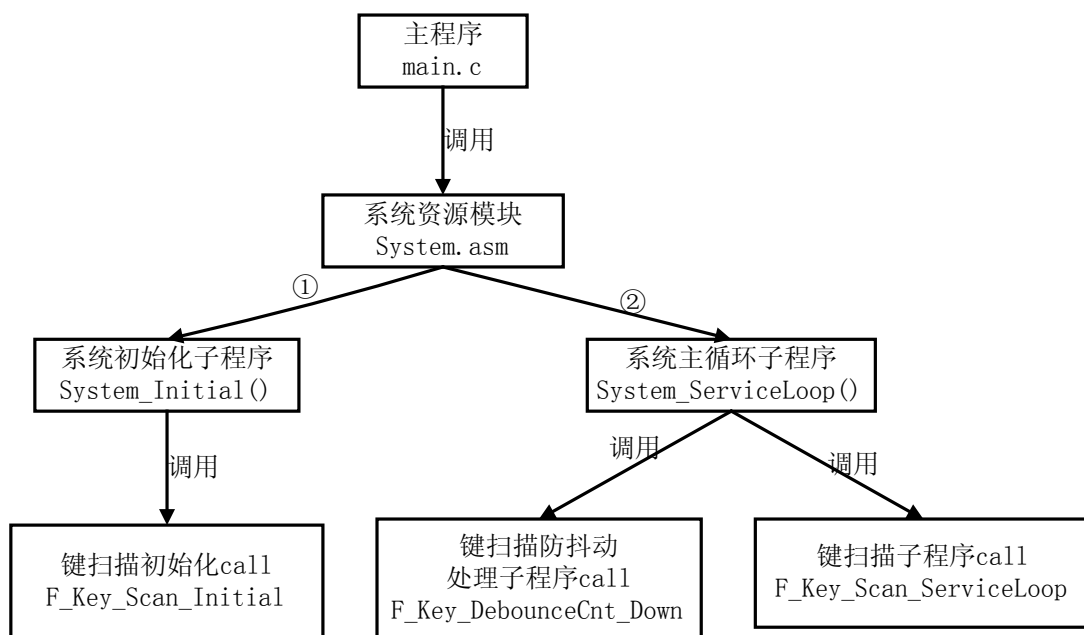 主程序
main.c
调用
系统资源模块
System.asm
①
②
系统初始化子程序
System_Initial()
系统主循环子程序
System_ServiceLoop()
调用
调用
调用
键扫描初始化call
F_Key_Scan_Initial
键扫描防抖动
处理子程序call
F_Key_DebounceCnt_Down
键扫描子程序call
F_Key_Scan_ServiceLoop